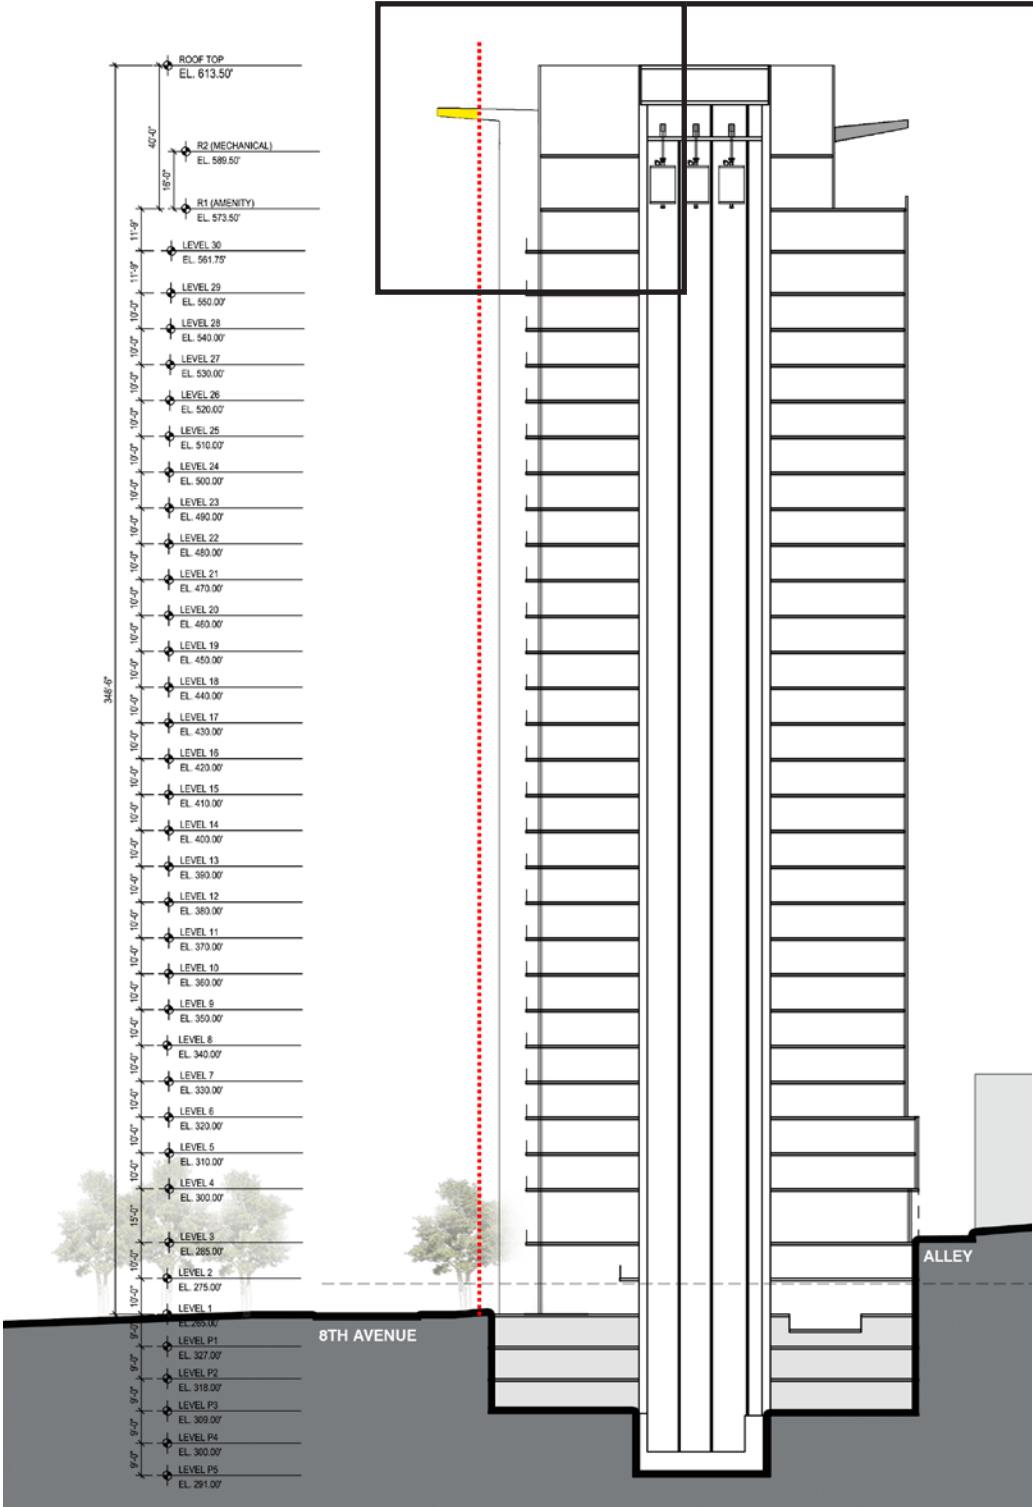 ROOF TOP
EL. 613.50'
40'-0"
R2 (MECHANICAL)
EL. 589.50'
16'-0"
R1 (AMENITY)
EL. 573.50'
11'-9"
LEVEL 30
EL. 561.75'
11'-9"
LEVEL 29
EL. 550.00'
10'-0"
LEVEL 28
EL. 540.00'
10'-0"
LEVEL 27
EL. 530.00'
10'-0"
LEVEL 26
EL. 520.00'
10'-0"
LEVEL 25
EL. 510.00'
10'-0"
LEVEL 24
EL. 500.00'
10'-0"
LEVEL 23
EL. 490.00'
10'-0"
LEVEL 22
EL. 480.00'
10'-0"
LEVEL 21
EL. 470.00'
10'-0"
LEVEL 20
EL. 460.00'
10'-0"
LEVEL 19
EL. 450.00'
10'-0"
348'-6"
LEVEL 18
EL. 440.00'
10'-0"
LEVEL 17
EL. 430.00'
10'-0"
LEVEL 16
EL. 420.00'
10'-0"
LEVEL 15
EL. 410.00'
10'-0"
LEVEL 14
EL. 400.00'
10'-0"
LEVEL 13
EL. 390.00'
10'-0"
LEVEL 12
EL. 380.00'
10'-0"
LEVEL 11
EL. 370.00'
10'-0"
LEVEL 10
EL. 360.00'
10'-0"
LEVEL 9
EL. 350.00'
10'-0"
LEVEL 8
EL. 340.00'
10'-0"
LEVEL 7
EL. 330.00'
10'-0"
LEVEL 6
EL. 320.00'
10'-0"
LEVEL 5
EL. 310.00'
10'-0"
LEVEL 4
EL. 300.00'
15'-0"
LEVEL 3
EL. 285.00'
10'-0"
ALLEY
LEVEL 2
EL. 275.00'
10'-0"
LEVEL 1
EL. 265.00'
9'-0"
8TH AVENUE
LEVEL P1
EL. 327.00'
9'-0"
LEVEL P2
EL. 318.00'
9'-0"
LEVEL P3
EL. 309.00'
9'-0"
LEVEL P4
EL. 300.00'
9'-0"
LEVEL P5
EL. 291.00'